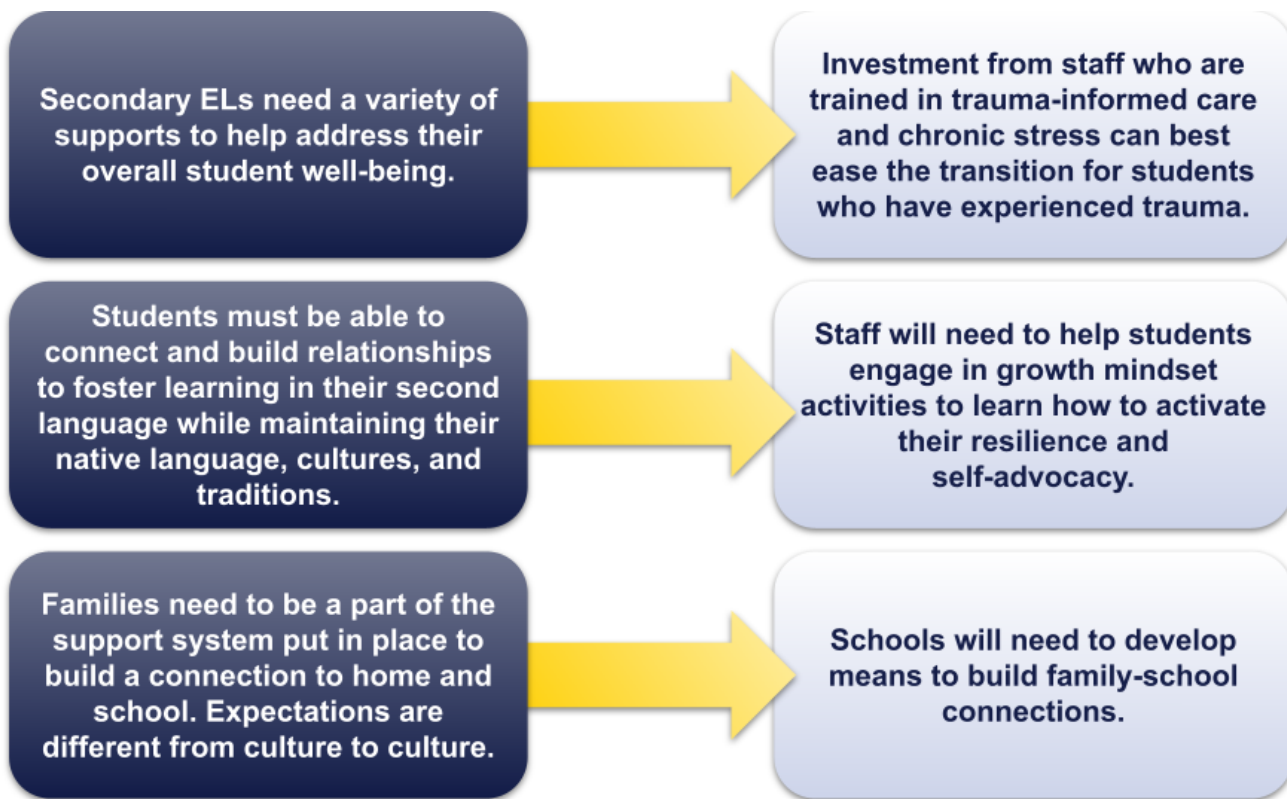 Secondary ELs need a variety of
supports to help address their
overall student well-being.
Investment from staff who are
trained in trauma-informed care
and chronic stress can best
ease the transition for students
who have experienced trauma.
Students must be able to
connect and build relationships
to foster learning in their second
language while maintaining their
native language, cultures, and
traditions.
Staff will need to help students
engage in growth mindset
activities to learn how to activate
their resilience and
self-advocacy.
Families need to be a part of the
support system put in place to
build a connection to home and
school. Expectations are
different from culture to culture.
Schools will need to develop
means to build family-school
connections.